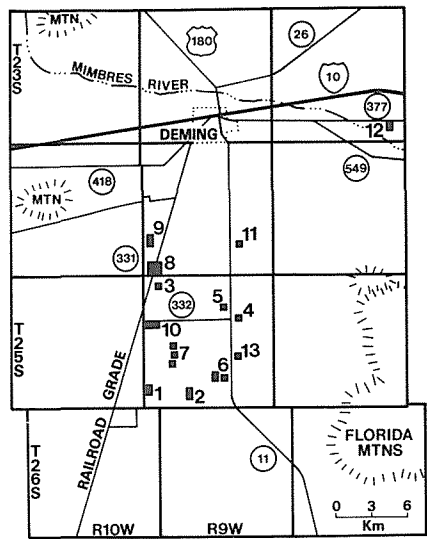 MTN
180
26
T23S
MIMBRES RIVER
10
377
DEMING
12
549
418
MTN
9
11
331
8
3
332
5
4
10
T25S
7
13
6
RAILROAD GRADE
1
2
T26S
FLORIDA
MTNS
11
0 3 6
Km
R10W
R9W